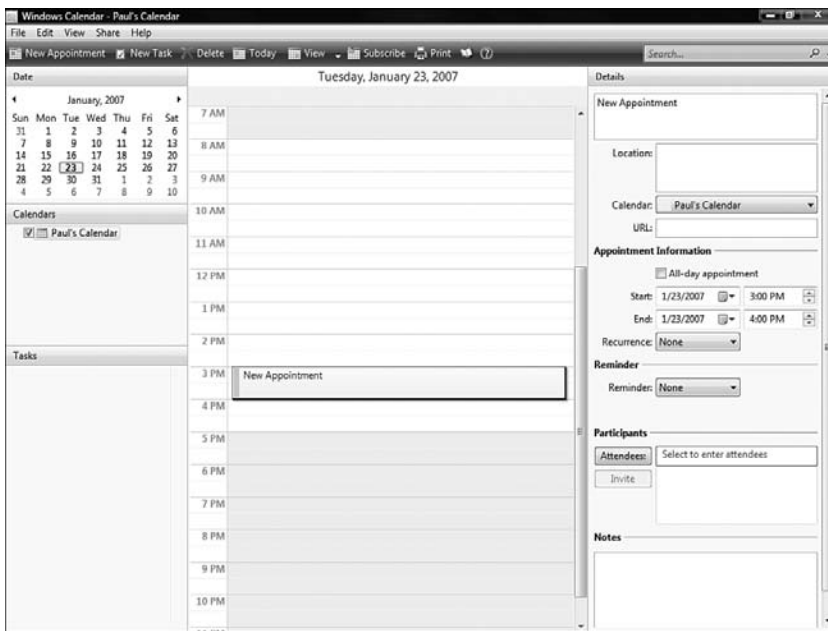 Windows Calendar - Paul's Calendar
File Edit View Share Help
New Appointment New Task Delete Today View Subscribe Print
Search...
Date
January, 2007
Sun Mon Tue Wed Thu Fri Sat
31 1 2 3 4 5 6
7 8 9 10 11 12 13
14 15 16 17 18 19 20
21 22 23 24 25 26 27
28 29 30 31 1 2 3
4 5 6 7 8 9 10
Calendars
Paul's Calendar
Tasks
Tuesday, January 23, 2007
7 AM
8 AM
9 AM
10 AM
11 AM
12 PM
1 PM
2 PM
3 PM New Appointment
4 PM
5 PM
6 PM
7 PM
8 PM
9 PM
10 PM
Details
New Appointment
Location:
Calendar: Paul's Calendar
URL:
Appointment Information
All-day appointment
Start: 1/23/2007 3:00 PM
End: 1/23/2007 4:00 PM
Recurrence: None
Reminder
Reminder: None
Participants
Attendees: Select to enter attendees
Invite
Notes